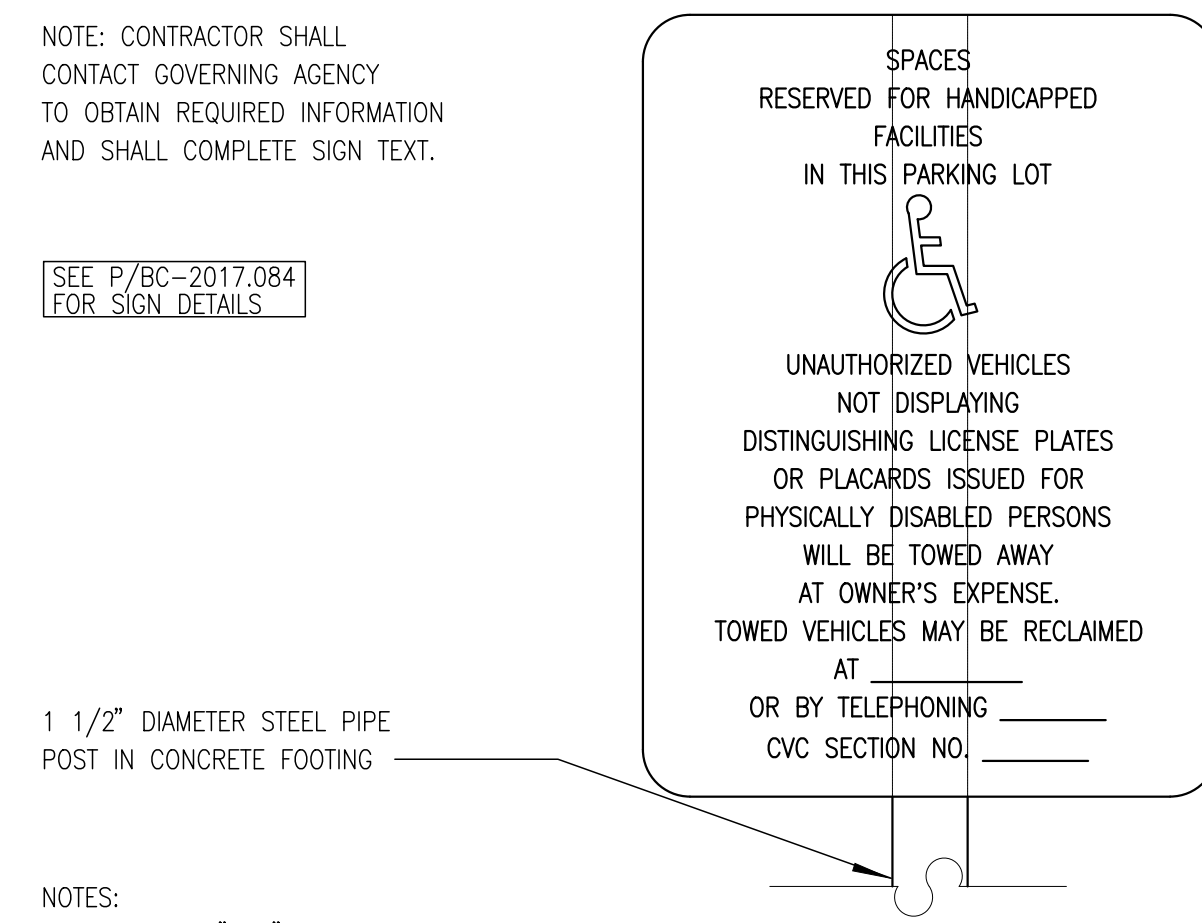 NOTE: CONTRACTOR SHALL
CONTACT GOVERNING AGENCY
TO OBTAIN REQUIRED INFORMATION
AND SHALL COMPLETE SIGN TEXT.
SEE P/BC-2017.084
FOR SIGN DETAILS
SPACES
RESERVED FOR HANDICAPPED
FACILITIES
IN THIS PARKING LOT
UNAUTHORIZED VEHICLES
NOT DISPLAYING
DISTINGUISHING LICENSE PLATES
OR PLACARDS ISSUED FOR
PHYSICALLY DISABLED PERSONS
WILL BE TOWED AWAY
AT OWNER'S EXPENSE.
TOWED VEHICLES MAY BE RECLAIMED
AT ________
OR BY TELEPHONING ______
CVC SECTION NO. ______
1 1/2" DIAMETER STEEL PIPE
POST IN CONCRETE FOOTING
NOTES: